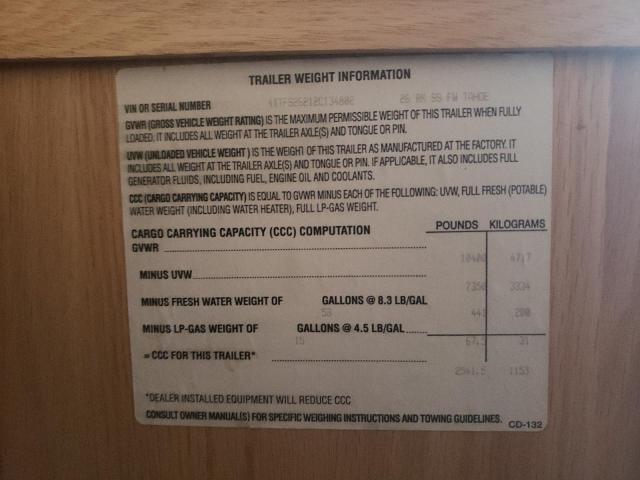 TRAILER WEIGHT INFORMATION
VIN OR SERIAL NUMBER FW TAHOE
GVWR (GROSS VEHICLE WEIGHT RATING) IS THE MAXIMUM PERMISSIBLE WEIGHT OF THIS TRAILER WHEN FULLY
LOADED. IT INCLUDES ALL WEIGHT AT THE TRAILER AXLE(S) AND TONGUE OR PIN.
UVW (UNLOADED VEHICLE WEIGHT ) IS THE WEIGHT OF THIS TRAILER AS MANUFACTURED AT THE FACTORY. IT
INCLUDES ALL WEIGHT AT THE TRAILER AXLE(S) AND TONGUE OR PIN. IF APPLICABLE, IT ALSO INCLUDES FULL
GENERATOR FLUIDS, INCLUDING FUEL, ENGINE OIL AND COOLANTS.
CCC (CARGO CARRYING CAPACITY) IS EQUAL TO GVWR MINUS EACH OF THE FOLLOWING: UVW, FULL FRESH (POTABLE)
WATER WEIGHT (INCLUDING WATER HEATER), FULL LP-GAS WEIGHT.
CARGO CARRYING CAPACITY (CCC) COMPUTATION POUNDS KILOGRAMS
GVWR
10400 4717
MINUS UVW
7350 3334
MINUS FRESH WATER WEIGHT OF GALLONS @ 8.3 LB/GAL
53 441 200
MINUS LP-GAS WEIGHT OF GALLONS @ 4.5 LB/GAL
15 67.5 31
= CCC FOR THIS TRAILER*
2541.5 1153
*DEALER INSTALLED EQUIPMENT WILL REDUCE CCC
CONSULT OWNER MANUAL(S) FOR SPECIFIC WEIGHING INSTRUCTIONS AND TOWING GUIDELINES. CD-132